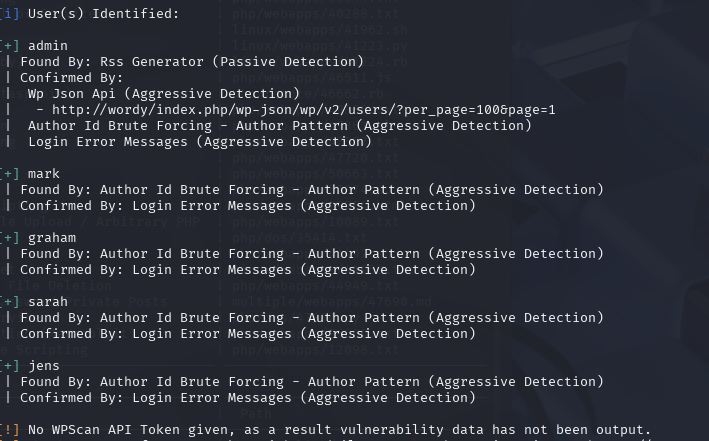 [i] User(s) Identified:
[+] admin
| Found By: Rss Generator (Passive Detection)
| Confirmed By:
|  Wp Json Api (Aggressive Detection)
|   - http://wordy/index.php/wp-json/wp/v2/users/?per_page=100&page=1
|  Author Id Brute Forcing - Author Pattern (Aggressive Detection)
|  Login Error Messages (Aggressive Detection)
[+] mark
| Found By: Author Id Brute Forcing - Author Pattern (Aggressive Detection)
| Confirmed By: Login Error Messages (Aggressive Detection)
[+] graham
| Found By: Author Id Brute Forcing - Author Pattern (Aggressive Detection)
| Confirmed By: Login Error Messages (Aggressive Detection)
[+] sarah
| Found By: Author Id Brute Forcing - Author Pattern (Aggressive Detection)
| Confirmed By: Login Error Messages (Aggressive Detection)
[+] jens
| Found By: Author Id Brute Forcing - Author Pattern (Aggressive Detection)
| Confirmed By: Login Error Messages (Aggressive Detection)
[!] No WPScan API Token given, as a result vulnerability data has not been output.